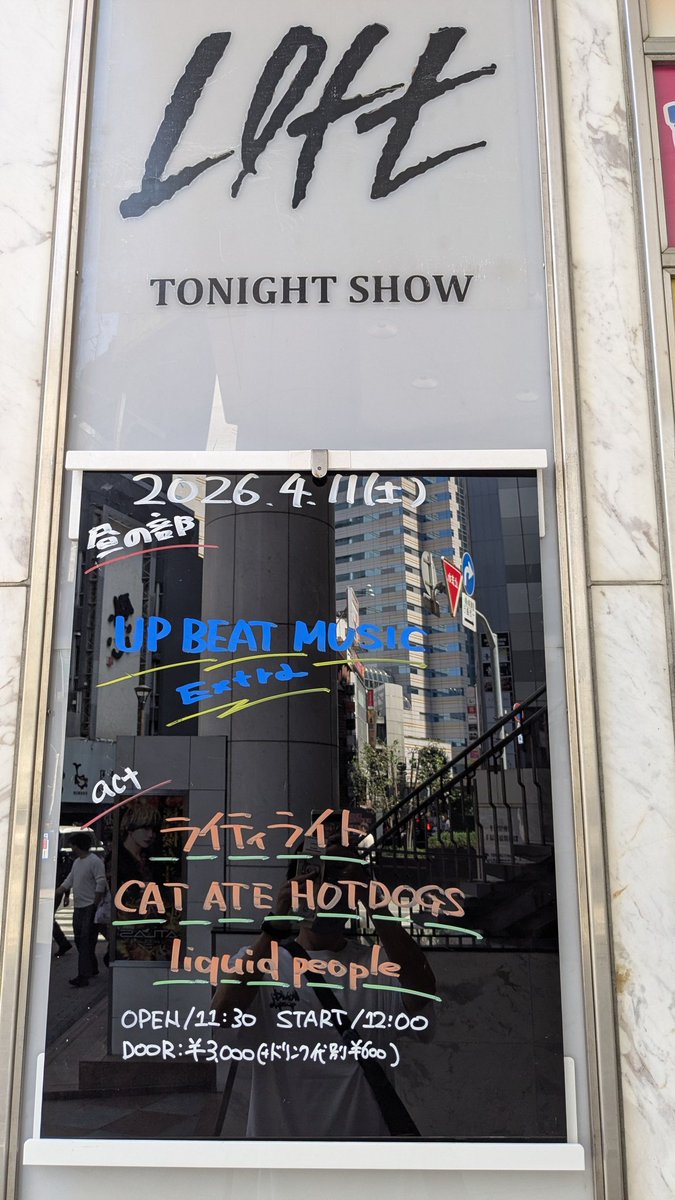 LOFT
TONIGHT SHOW
2026.4.11(土)
昼の部
UP BEAT MUSIC
Extra
act
ライティライト
CAT ATE HOTDOGS
liquid people
OPEN/11:30 START/12:00
DOOR:¥3,000(+ドリンク代別¥600)